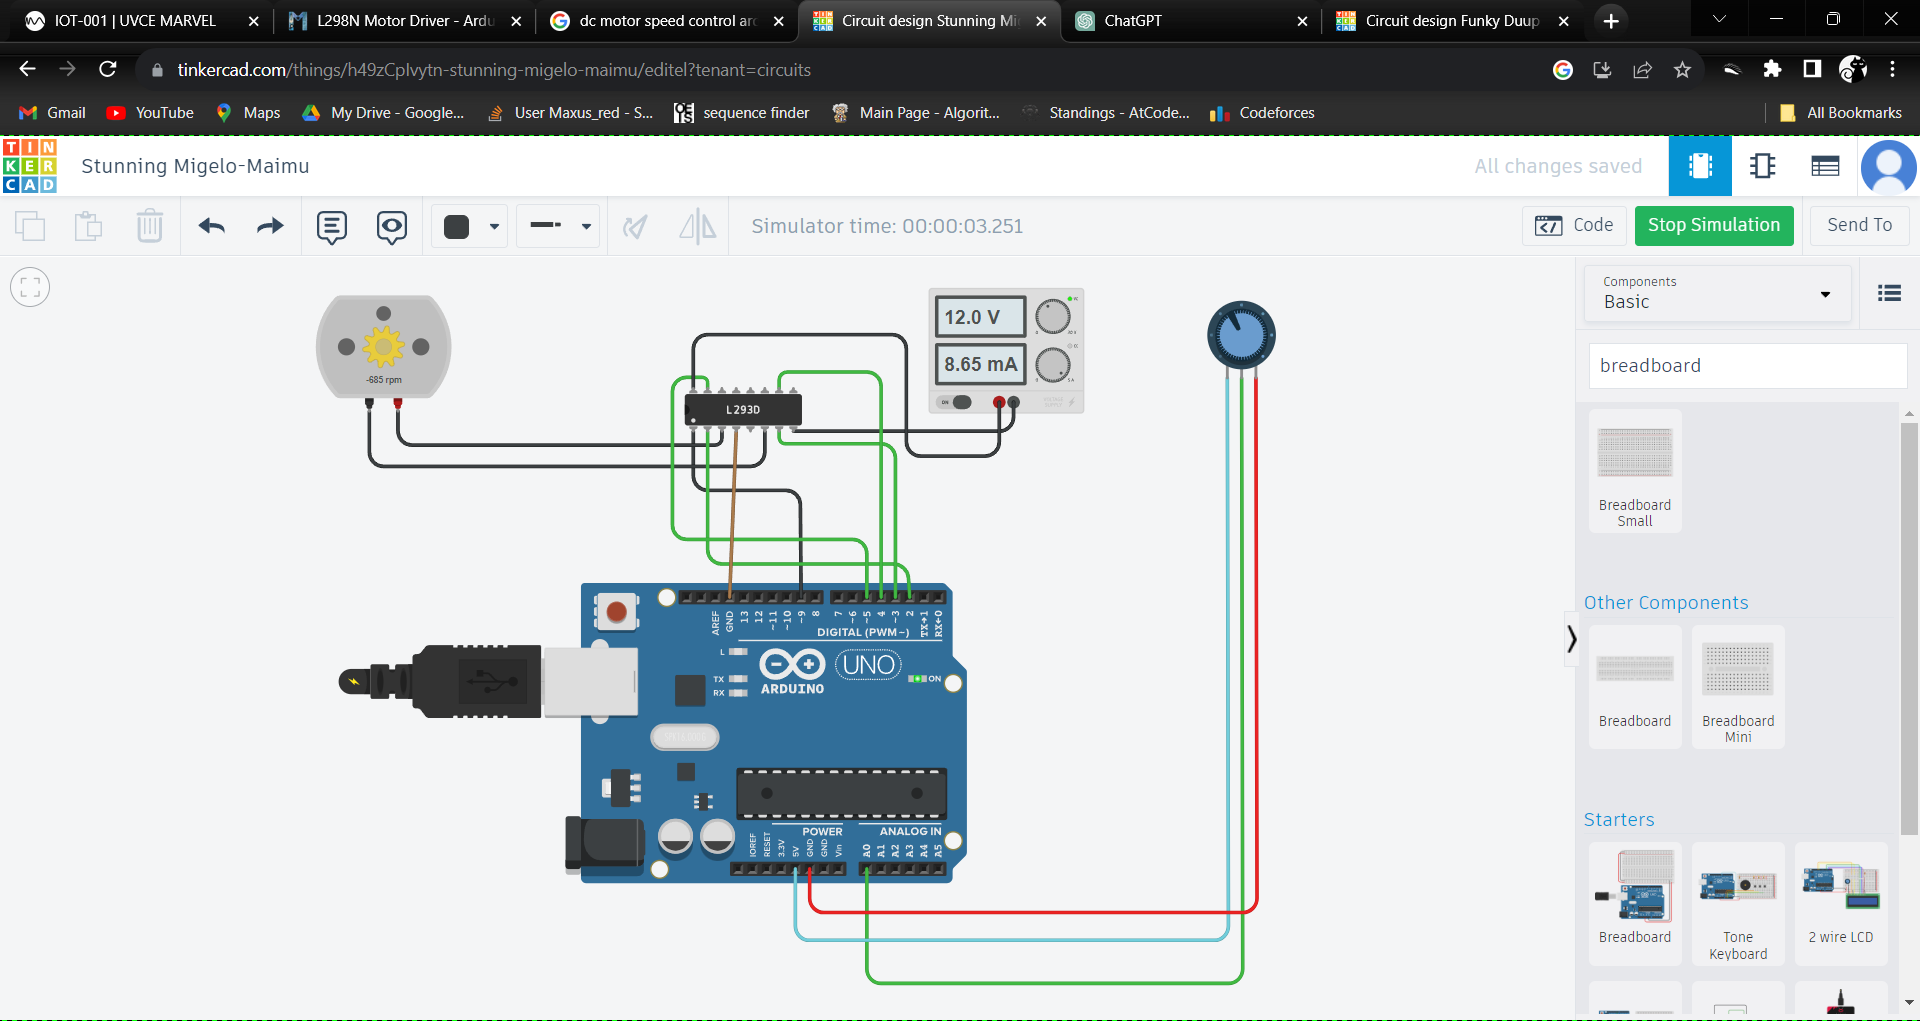 IOT-001 | UVCE MARVEL
L298N Motor Driver - Ardu
dc motor speed control ar
Circuit design Stunning Mi
ChatGPT
Circuit design Funky Duup
tinkercad.com/things/h49zCplvytn-stunning-migelo-maimu/editel?tenant=circuits
Gmail
YouTube
Maps
My Drive - Google...
User Maxus_red - S...
sequence finder
Main Page - Algorit...
Standings - AtCode...
Codeforces
All Bookmarks
TIN
KER
CAD
Stunning Migelo-Maimu
All changes saved
Simulator time: 00:00:03.251
Code
Stop Simulation
Send To
Components
Basic
breadboard
-685 rpm
L293D
12.0 V
8.65 mA
ON
Breadboard
Small
Other Components
Breadboard
Breadboard
Mini
Starters
Breadboard
Tone
Keyboard
2 wire LCD
AREF
GND
13
12
~11
~10
~9
8
7
~6
~5
4
~3
2
TX→1
RX←0
DIGITAL (PWM~)
L
TX
RX
ARDUINO
UNO
ON
IOREF
RESET
3.3V
5V
GND
GND
Vin
POWER
ANALOG IN
A0
A1
A2
A3
A4
A5